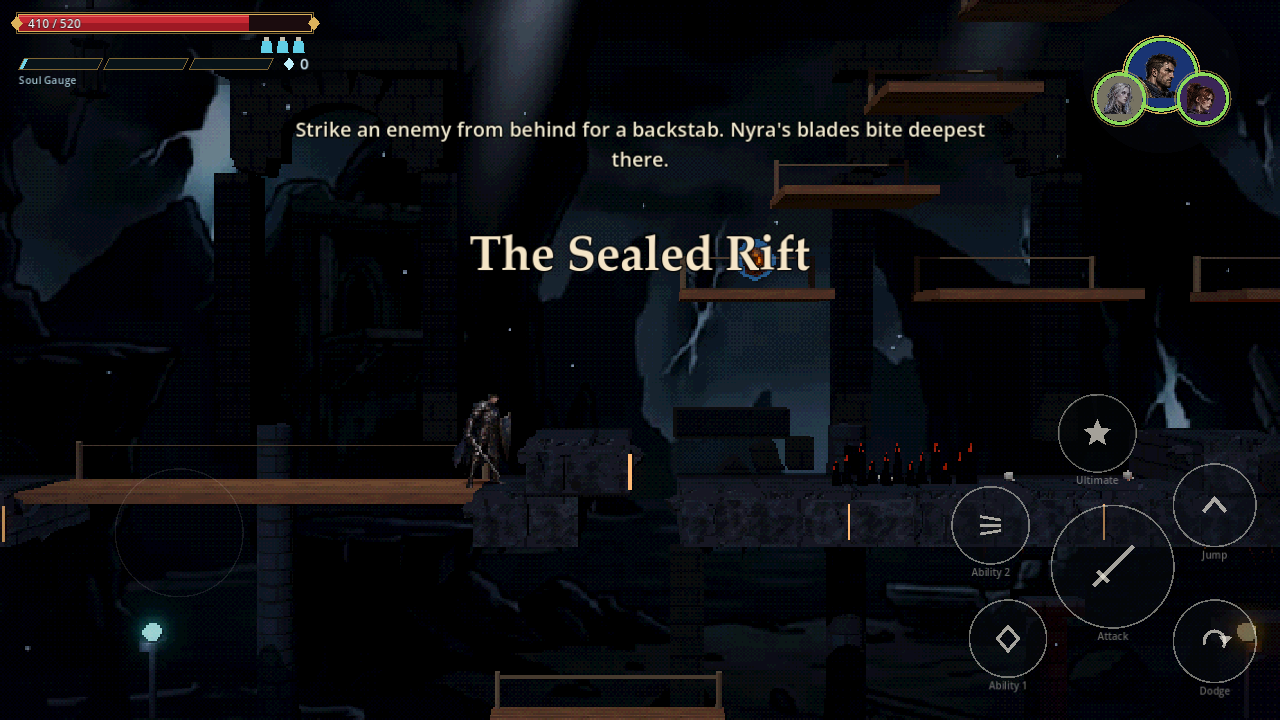 410 / 520
0
Soul Gauge
Strike an enemy from behind for a backstab. Nyra's blades bite deepest
there.
The Sealed Rift
Ultimate
Jump
Ability 2
Attack
Ability 1
Dodge